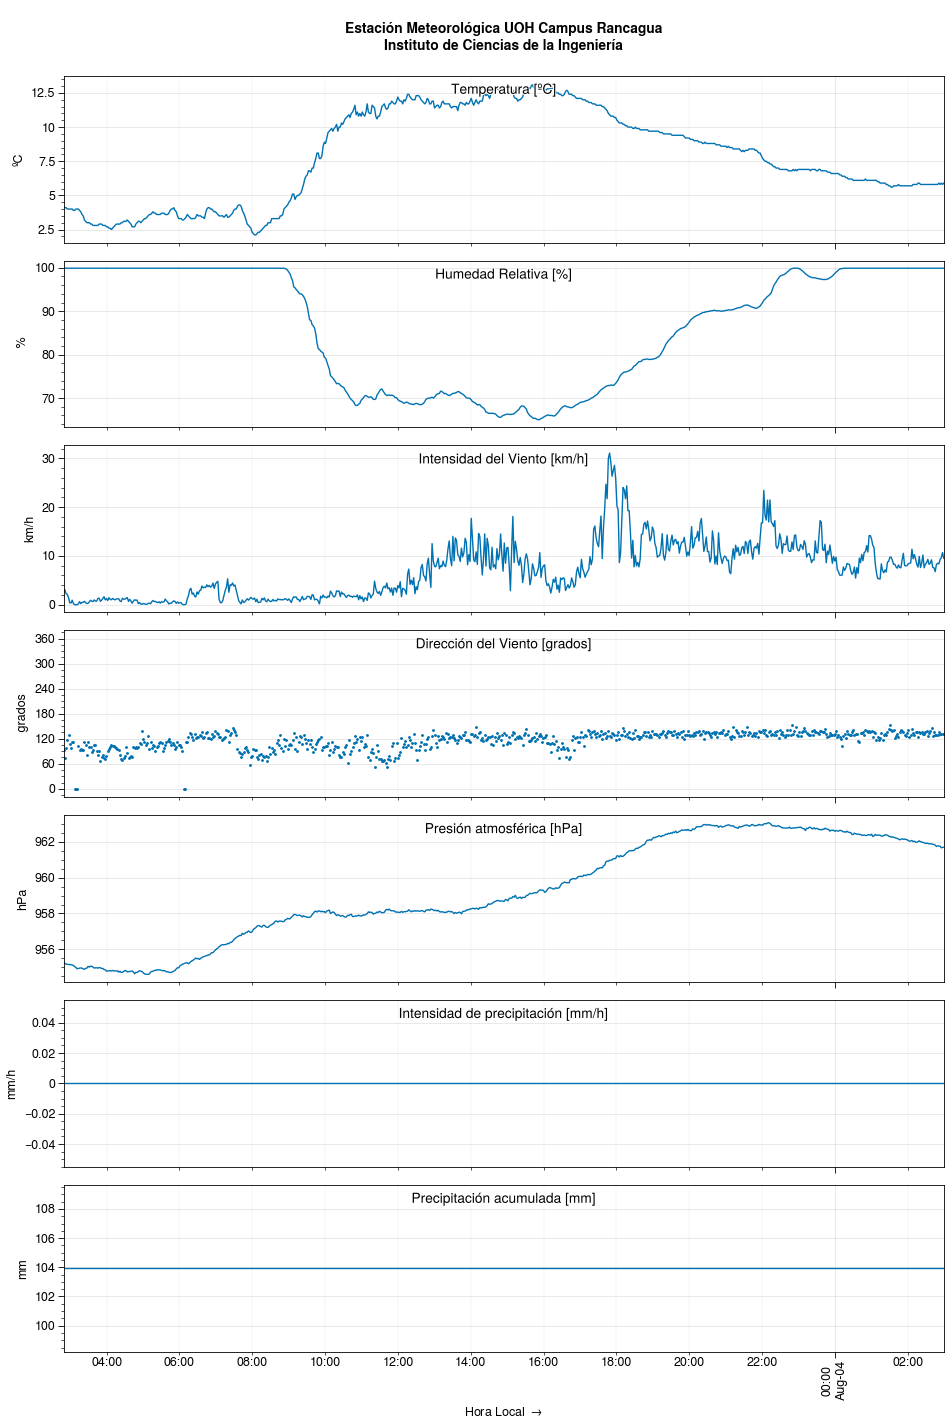 Estación Meteorológica UOH Campus Rancagua
Instituto de Ciencias de la Ingeniería
Temperatura [ºC]
ºC
12.5
10
7.5
5
2.5
Humedad Relativa [%]
%
100
90
80
70
Intensidad del Viento [km/h]
km/h
30
20
10
0
Dirección del Viento [grados]
grados
360
300
240
180
120
60
0
Presión atmosférica [hPa]
hPa
962
960
958
956
Intensidad de precipitación [mm/h]
mm/h
0.04
0.02
0
−0.02
−0.04
Precipitación acumulada [mm]
mm
108
106
104
102
100
04:00 06:00 08:00 10:00 12:00 14:00 16:00 18:00 20:00 22:00 00:00 02:00
Aug-04
Hora Local →